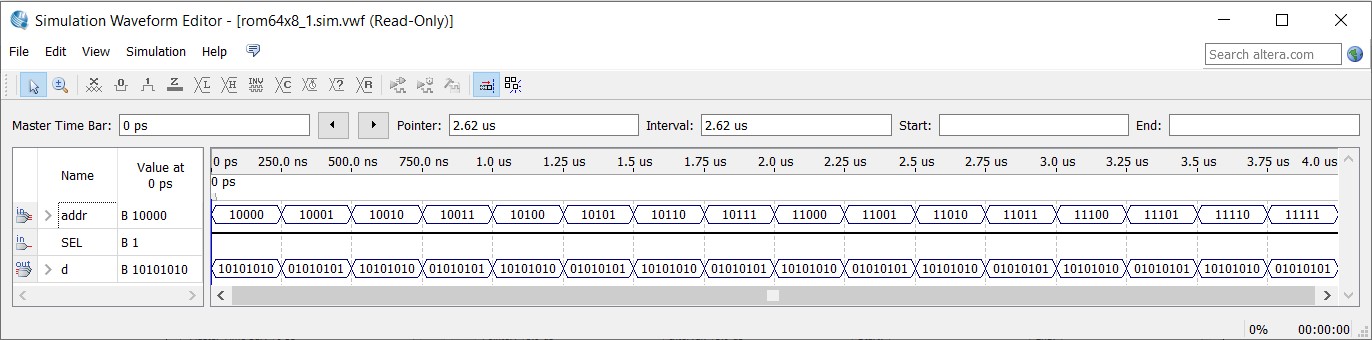 Simulation Waveform Editor - [rom64x8_1.sim.vwf (Read-Only)]
File Edit View Simulation Help
Search altera.com
Master Time Bar: 0 ps Pointer: 2.62 us Interval: 2.62 us Start: End:
Name Value at 0 ps
0 ps 250.0 ns 500.0 ns 750.0 ns 1.0 us 1.25 us 1.5 us 1.75 us 2.0 us 2.25 us 2.5 us 2.75 us 3.0 us 3.25 us 3.5 us 3.75 us 4.0 us
0 ps
in addr B 10000 10000 10001 10010 10011 10100 10101 10110 10111 11000 11001 11010 11011 11100 11101 11110 11111
in SEL B 1
out d B 10101010 10101010 01010101 10101010 01010101 10101010 01010101 10101010 01010101 10101010 01010101 10101010 01010101 10101010 01010101 10101010 01010101
0% 00:00:00